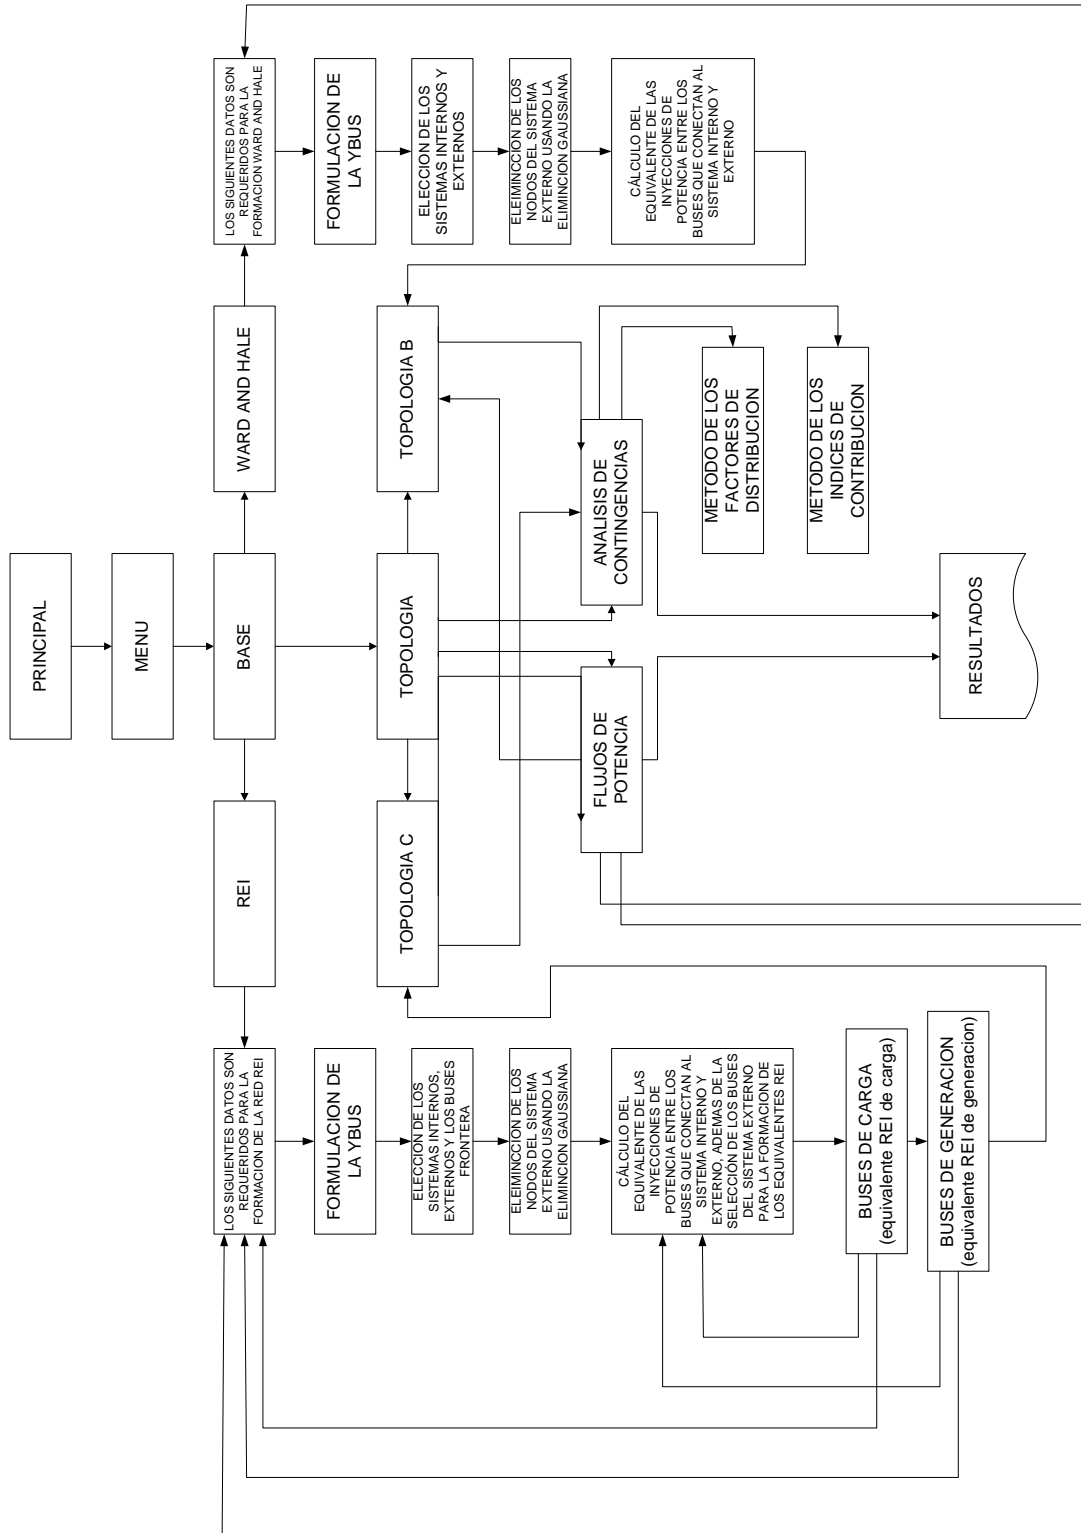 PRINCIPAL
MENU
BASE
REI
WARD AND HALE
TOPOLOGIA C
TOPOLOGIA
TOPOLOGIA B
FLUJOS DE
POTENCIA
ANALISIS DE
CONTINGENCIAS
METODO DE LOS
FACTORES DE
DISTRIBUCION
METODO DE LOS
INDICES DE
CONTRIBUCION
RESULTADOS
LOS SIGUIENTES DATOS SON
REQUERIDOS PARA LA
FORMACION DE LA RED REI
FORMULACION DE
LA YBUS
ELECCION DE LOS
SISTEMAS INTERNOS,
EXTERNOS Y LOS BUSES
FRONTERA
ELEIMINCCION DE LOS
NODOS DEL SISTEMA
EXTERNO USANDO LA
ELIMINCION GAUSSIANA
CÁLCULO DEL
EQUIVALENTE DE LAS
INYECCIONES DE
POTENCIA ENTRE LOS
BUSES QUE CONECTAN AL
SISTEMA INTERNO Y
EXTERNO, ADEMAS DE LA
SELECCIÓN DE LOS BUSES
DEL SISTEMA EXTERNO
PARA LA FORMACION DE
LOS EQUIVALENTES REI
BUSES DE CARGA
(equivalente REI de carga)
BUSES DE GENERACION
(equivalente REI de generacion)
LOS SIGUIENTES DATOS SON
REQUERIDOS PARA LA
FORMACION WARD AND HALE
FORMULACION DE
LA YBUS
ELECCION DE LOS
SISTEMAS INTERNOS Y
EXTERNOS
ELEIMINCCION DE LOS
NODOS DEL SISTEMA
EXTERNO USANDO LA
ELIMINCION GAUSSIANA
CÁLCULO DEL
EQUIVALENTE DE LAS
INYECCIONES DE
POTENCIA ENTRE LOS
BUSES QUE CONECTAN AL
SISTEMA INTERNO Y
EXTERNO